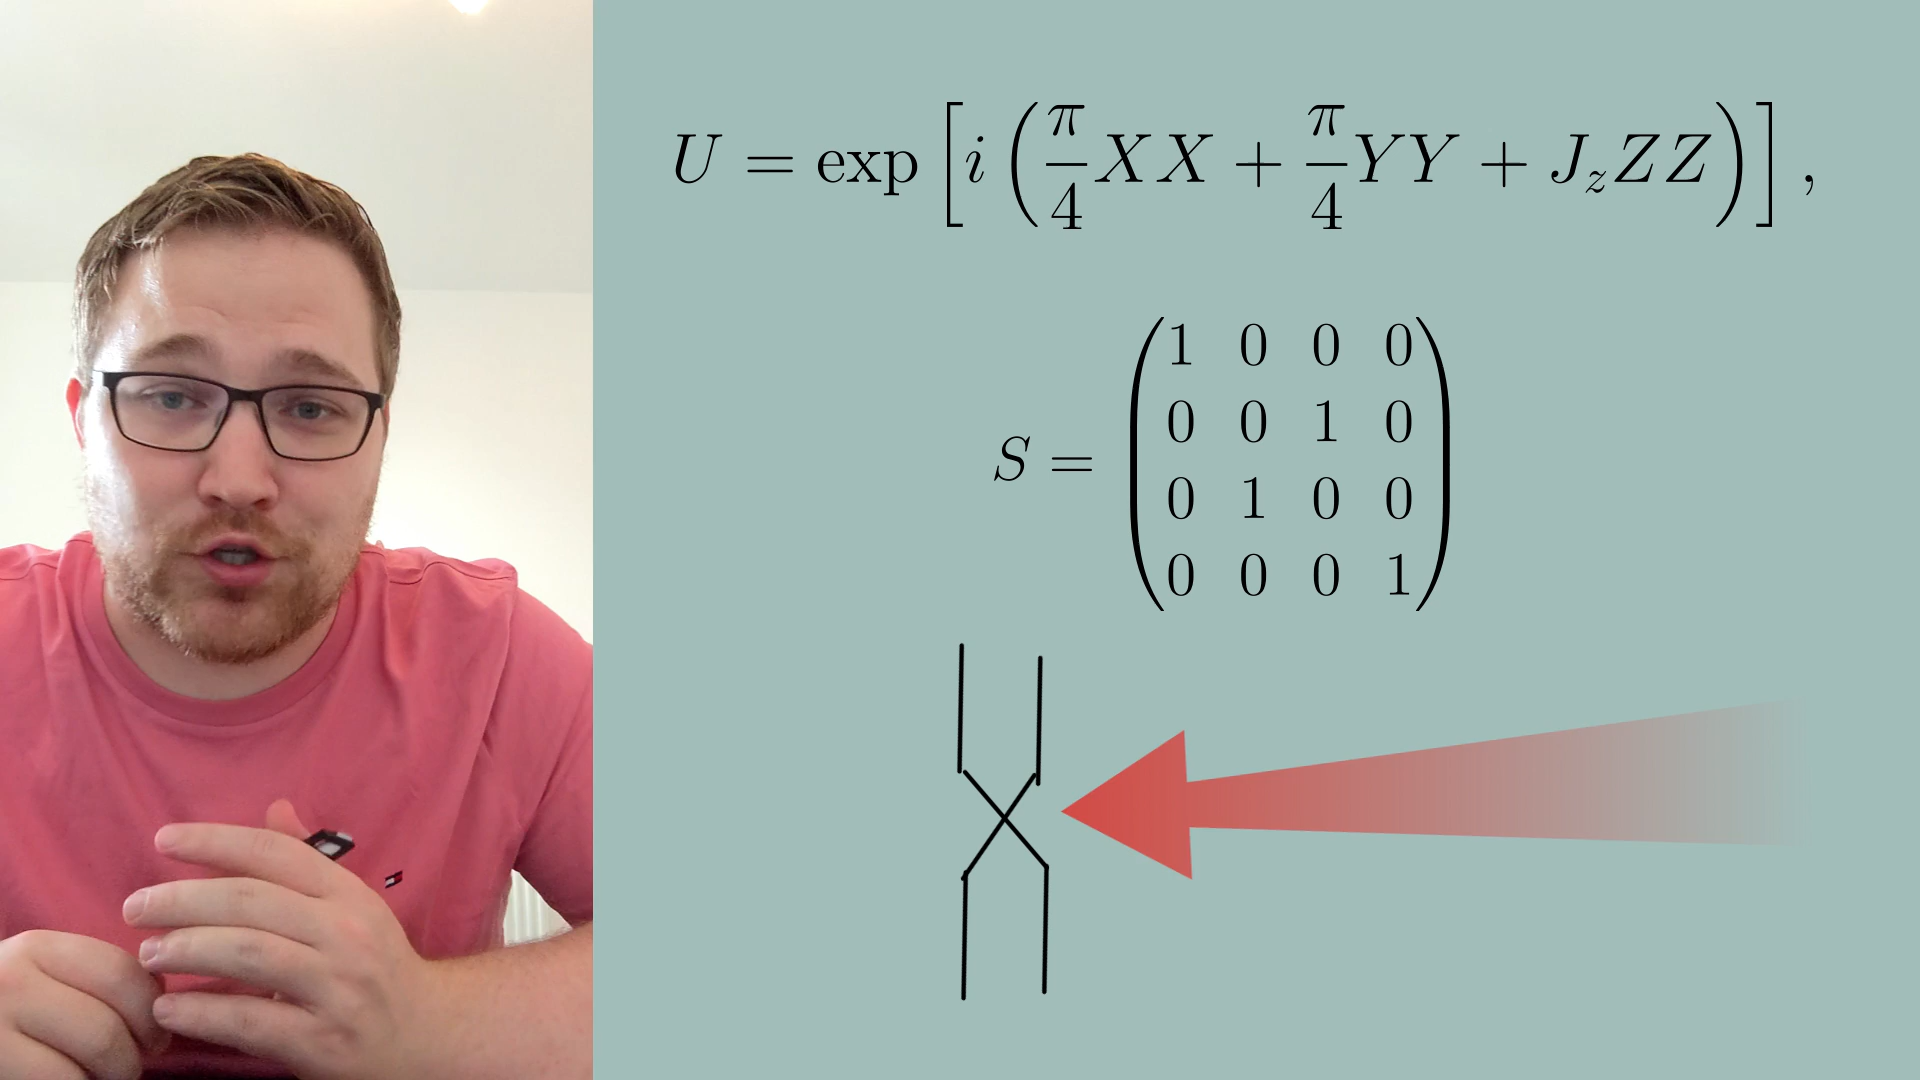 U = exp [ i ( π/4 XX + π/4 YY + J_z ZZ ) ] ,
S = ( 1 0 0 0
0 0 1 0
0 1 0 0
0 0 0 1 )